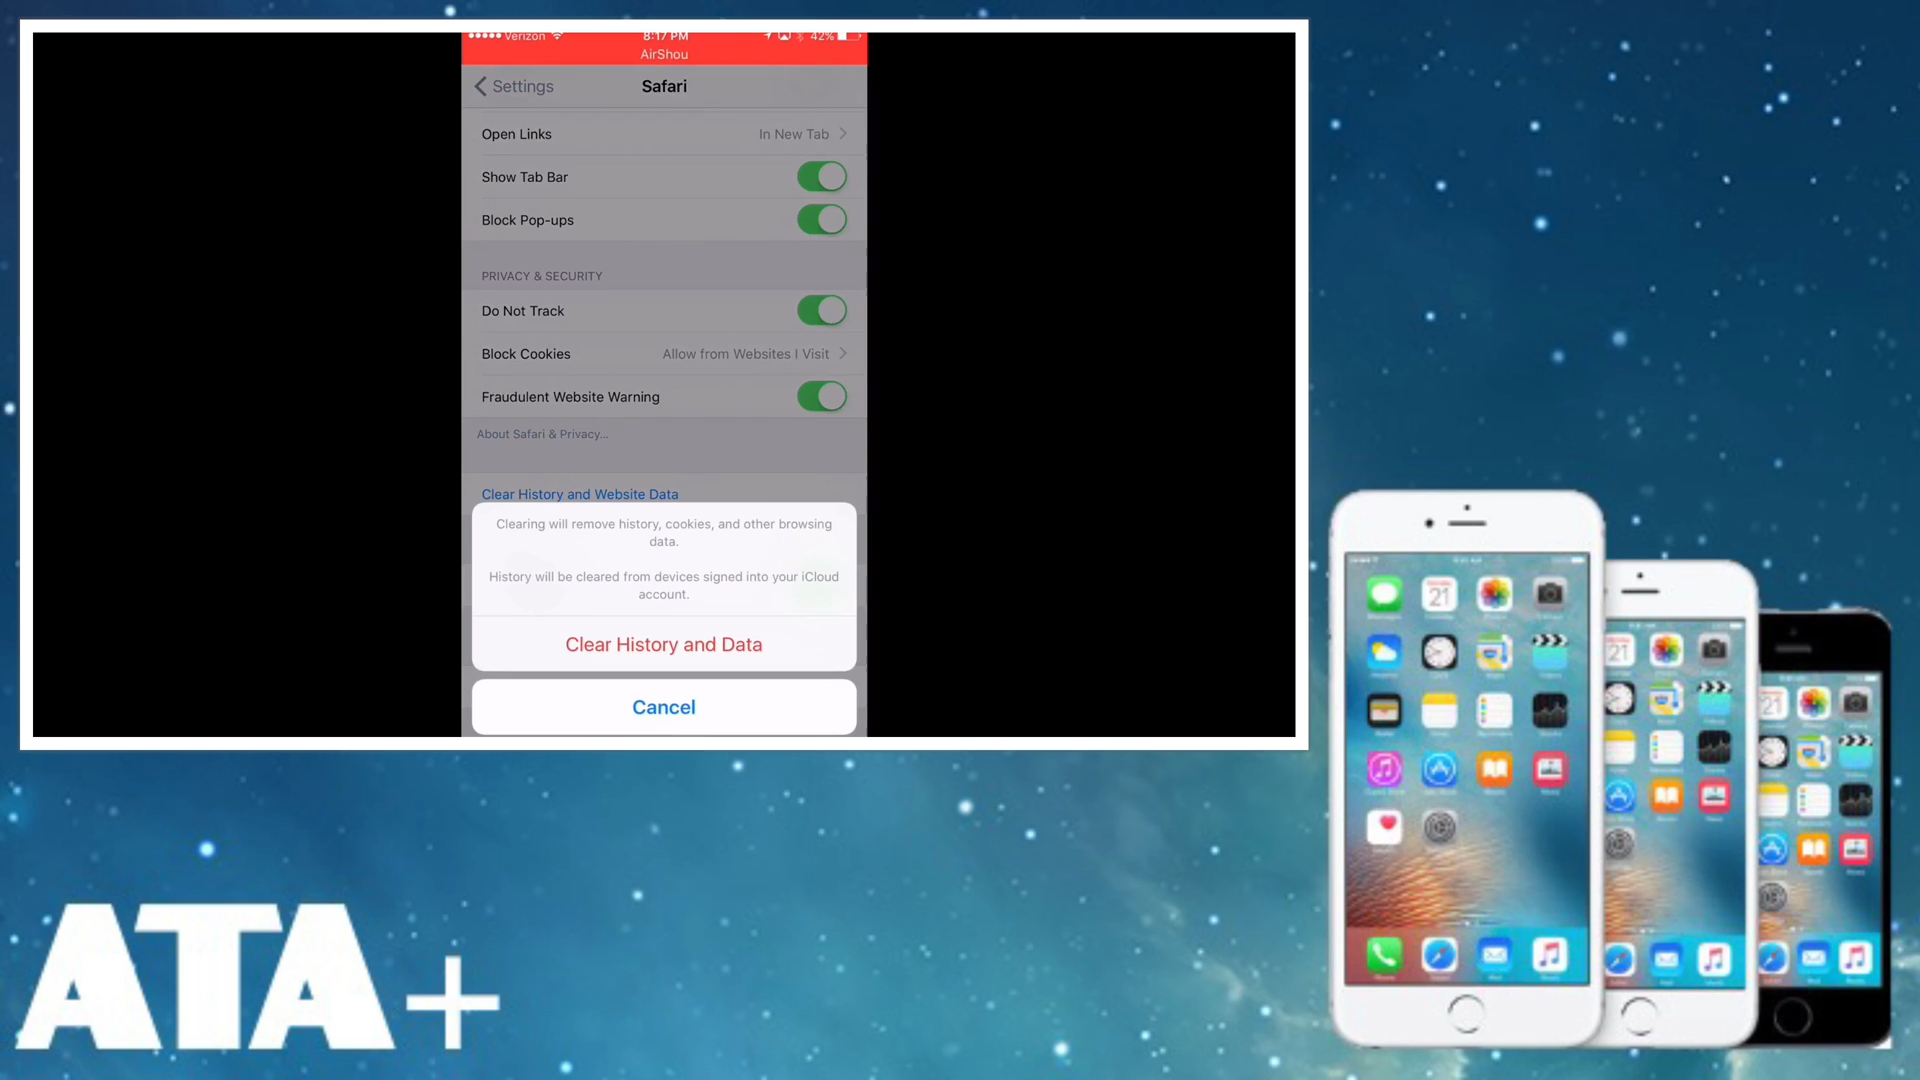 Verizon 8:17 PM 42%
AirShou
Settings Safari
Open Links In New Tab
Show Tab Bar
Block Pop-ups
PRIVACY & SECURITY
Do Not Track
Block Cookies Allow from Websites I Visit
Fraudulent Website Warning
About Safari & Privacy...
Clear History and Website Data
Clearing will remove history, cookies, and other browsing
data.
History will be cleared from devices signed into your iCloud
account.
Clear History and Data
Cancel
21
21
21
ATA+